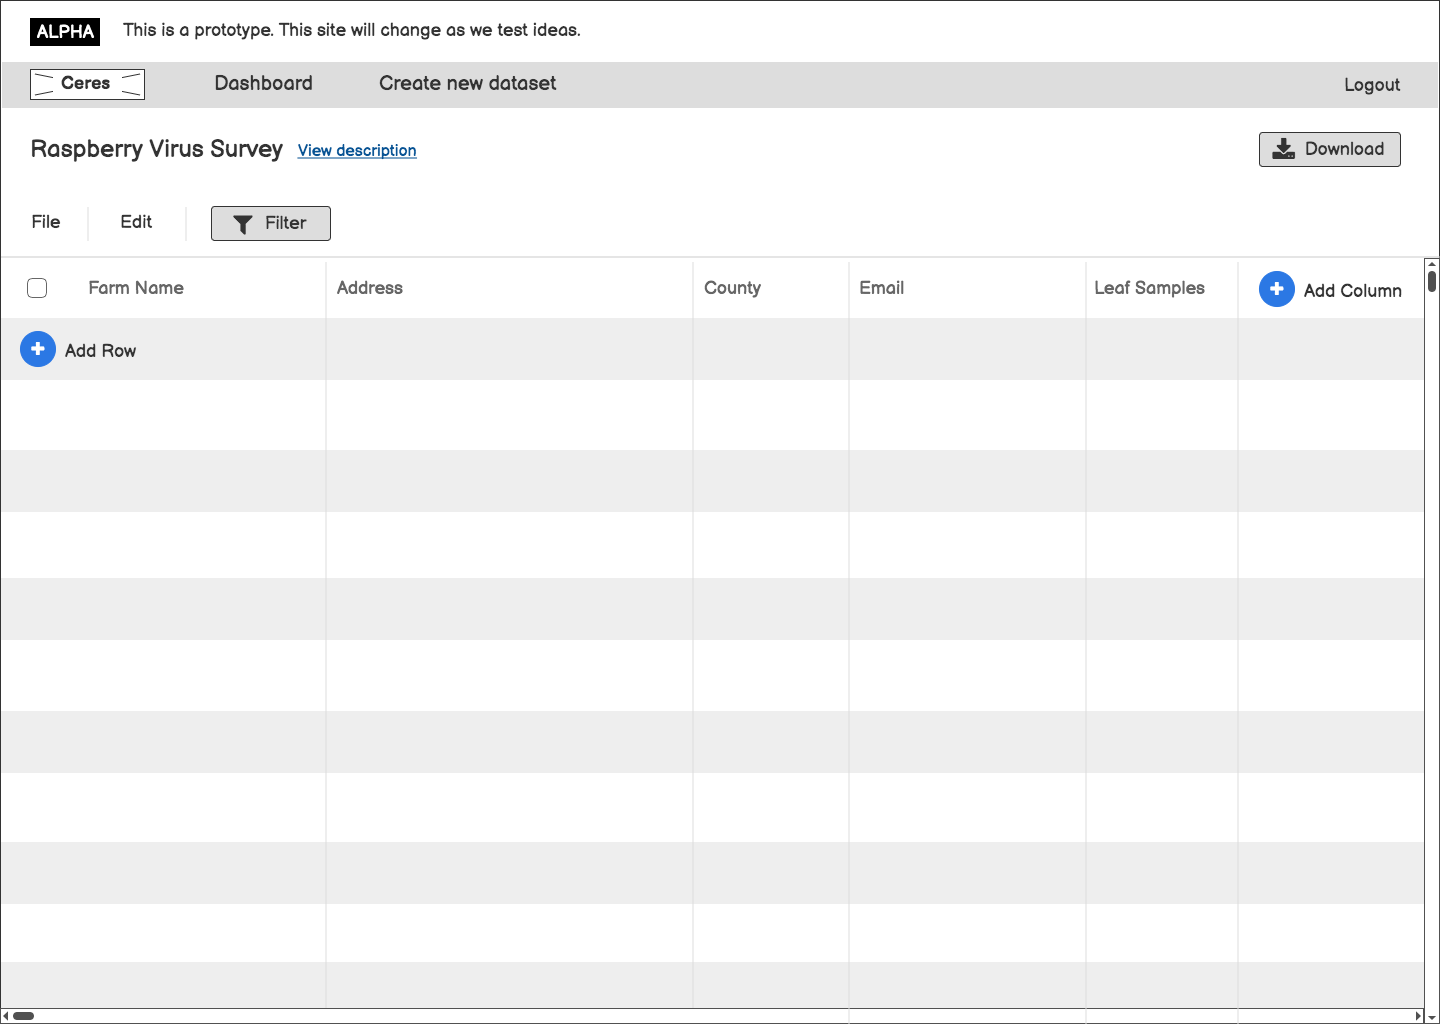 ALPHA This is a prototype. This site will change as we test ideas.
Ceres Dashboard Create new dataset Logout
Raspberry Virus Survey View description Download
File Edit Filter
Farm Name Address County Email Leaf Samples Add Column
Add Row